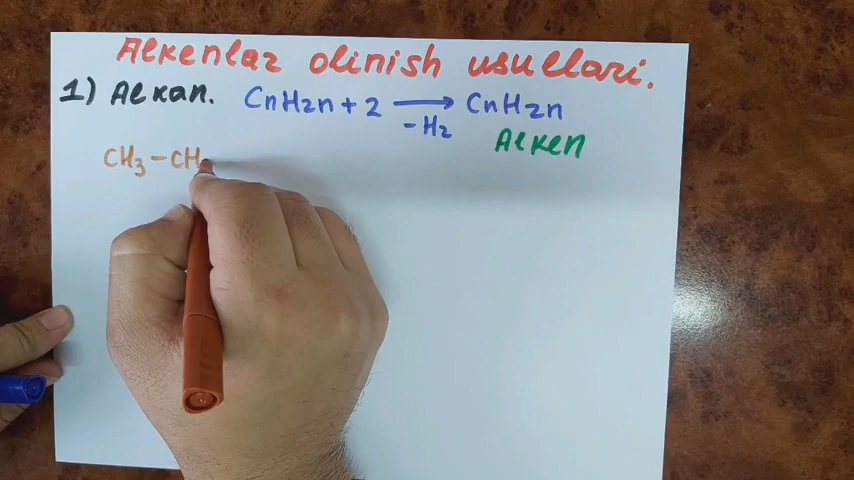 Alkenlar olinish usullari.
1) Alkan. CnH2n+2 → CnH2n
-H2
Alken
CH3-CH